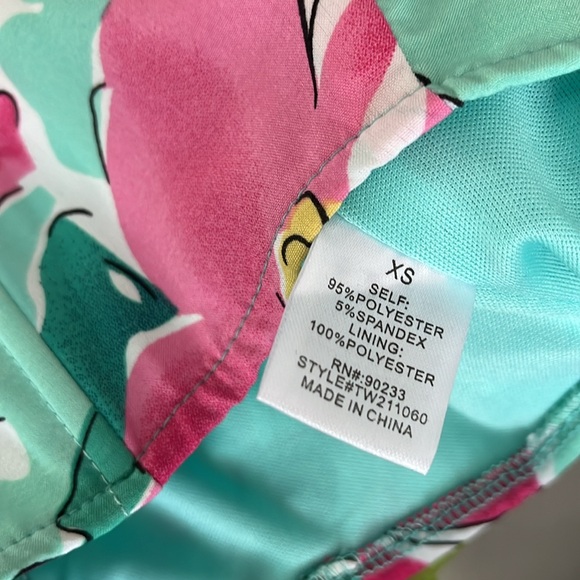 XS
SELF:
95%POLYESTER
5%SPANDEX
LINING:
100%POLYESTER
RN#:90233
STYLE#TW211060
MADE IN CHINA